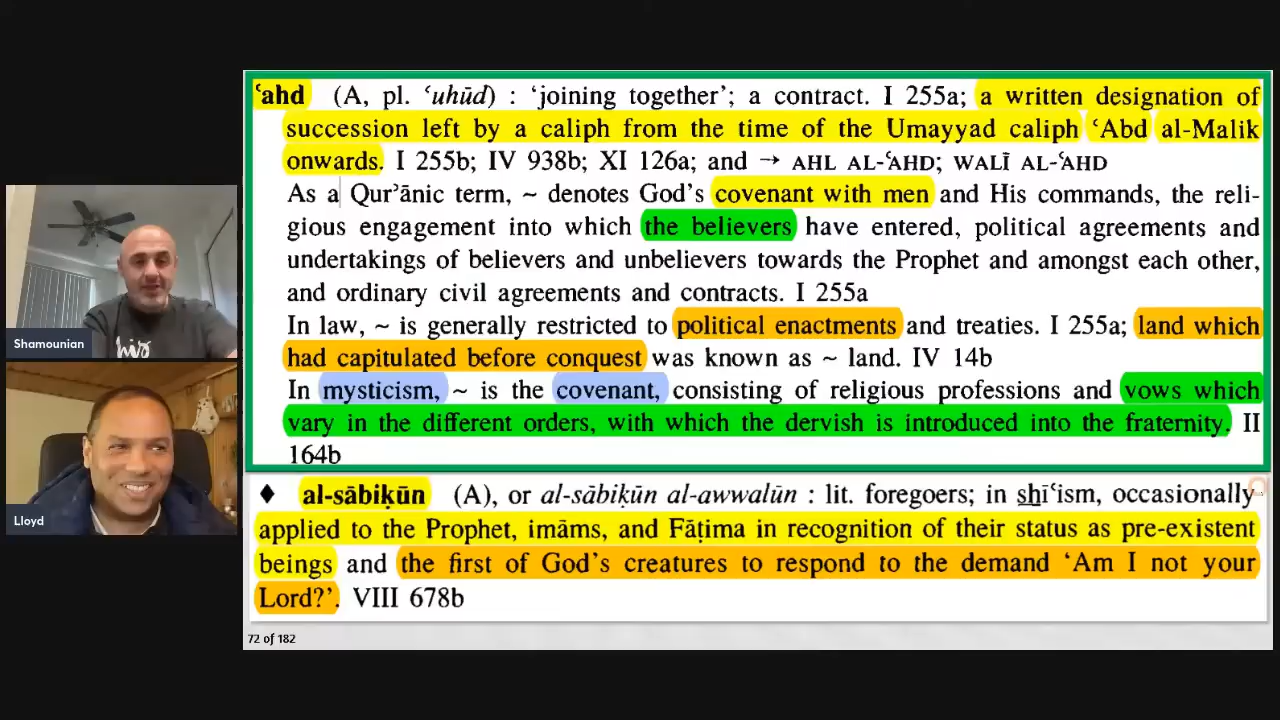 ʿahd (A, pl. ʿuhūd) : ‘joining together’; a contract. I 255a; a written designation of
succession left by a caliph from the time of the Umayyad caliph ʿAbd al-Malik
onwards. I 255b; IV 938b; XI 126a; and → AHL AL-ʿAHD; WALĪ AL-ʿAHD
As a Qurʾānic term, ~ denotes God’s covenant with men and His commands, the reli-
gious engagement into which the believers have entered, political agreements and
undertakings of believers and unbelievers towards the Prophet and amongst each other,
and ordinary civil agreements and contracts. I 255a
In law, ~ is generally restricted to political enactments and treaties. I 255a; land which
had capitulated before conquest was known as ~ land. IV 14b
In mysticism, ~ is the covenant, consisting of religious professions and vows which
vary in the different orders, with which the dervish is introduced into the fraternity. II
164b
♦ al-sābiḳūn (A), or al-sābiḳūn al-awwalūn : lit. foregoers; in shīʿism, occasionally
applied to the Prophet, imāms, and Fāṭima in recognition of their status as pre-existent
beings and the first of God’s creatures to respond to the demand ‘Am I not your
Lord?’. VIII 678b
72 of 182
Shamounian
his
Lloyd